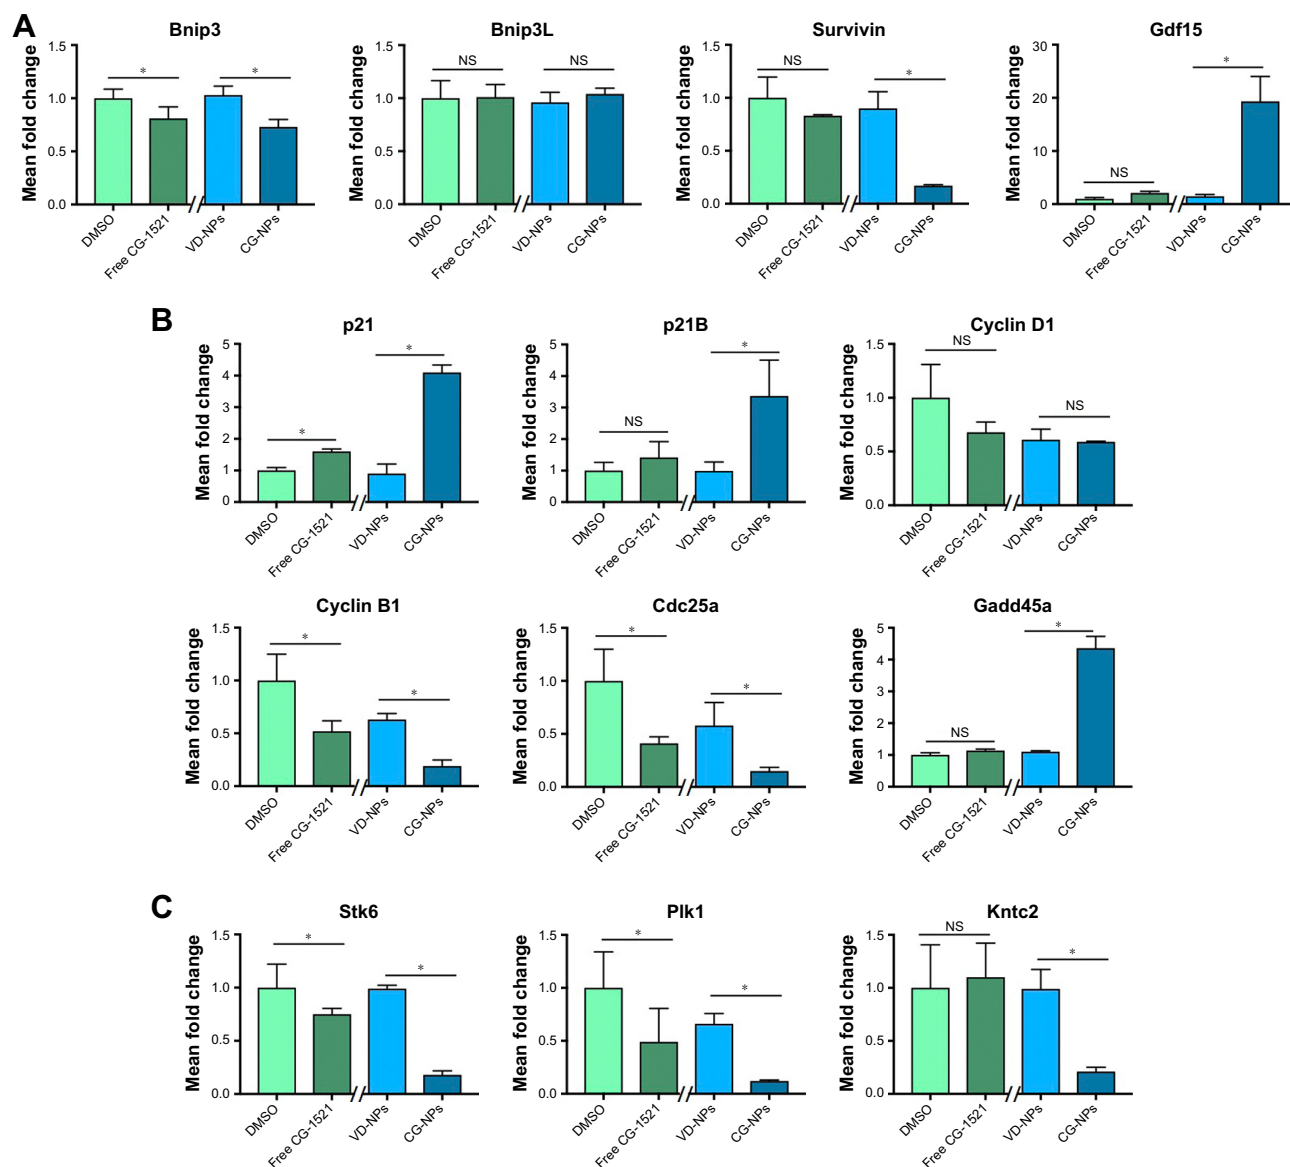 A
Bnip3
Mean fold change
1.5
1.0
0.5
0.0
*
*
DMSO
Free CG-1521
VD-NPs
CG-NPs
Bnip3L
Mean fold change
1.5
1.0
0.5
0.0
NS
NS
DMSO
Free CG-1521
VD-NPs
CG-NPs
Survivin
Mean fold change
1.5
1.0
0.5
0.0
NS
*
DMSO
Free CG-1521
VD-NPs
CG-NPs
Gdf15
Mean fold change
30
20
10
0
NS
*
DMSO
Free CG-1521
VD-NPs
CG-NPs
B
p21
Mean fold change
5
4
3
2
1
0
*
*
DMSO
Free CG-1521
VD-NPs
CG-NPs
p21B
Mean fold change
5
4
3
2
1
0
NS
*
DMSO
Free CG-1521
VD-NPs
CG-NPs
Cyclin D1
Mean fold change
1.5
1.0
0.5
0.0
NS
NS
DMSO
Free CG-1521
VD-NPs
CG-NPs
Cyclin B1
Mean fold change
1.5
1.0
0.5
0.0
*
*
DMSO
Free CG-1521
VD-NPs
CG-NPs
Cdc25a
Mean fold change
1.5
1.0
0.5
0.0
*
*
DMSO
Free CG-1521
VD-NPs
CG-NPs
Gadd45a
Mean fold change
5
4
3
2
1
0
NS
*
DMSO
Free CG-1521
VD-NPs
CG-NPs
C
Stk6
Mean fold change
1.5
1.0
0.5
0.0
*
*
DMSO
Free CG-1521
VD-NPs
CG-NPs
Plk1
Mean fold change
1.5
1.0
0.5
0.0
*
*
DMSO
Free CG-1521
VD-NPs
CG-NPs
Kntc2
Mean fold change
1.5
1.0
0.5
0.0
NS
*
DMSO
Free CG-1521
VD-NPs
CG-NPs